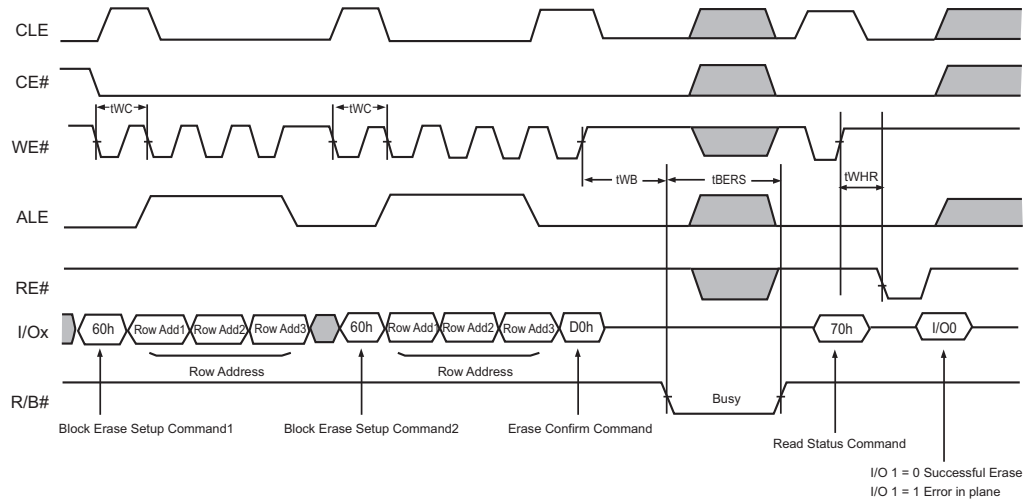 CLE
CE#
tWC
tWC
WE#
tWB
tBERS
tWHR
ALE
RE#
I/Ox
60h
Row Add1
Row Add2
Row Add3
60h
Row Add1
Row Add2
Row Add3
D0h
70h
I/O0
Row Address
Row Address
R/B#
Busy
Block Erase Setup Command1
Block Erase Setup Command2
Erase Confirm Command
Read Status Command
I/O 1 = 0 Successful Erase
I/O 1 = 1 Error in plane